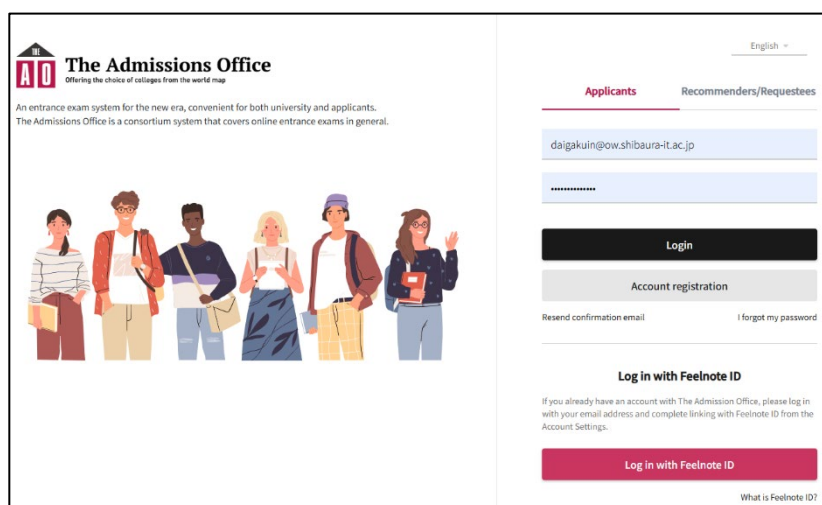 THE
AO
The Admissions Office
Offering the choice of colleges from the world map
An entrance exam system for the new era, convenient for both university and applicants.
The Admissions Office is a consortium system that covers online entrance exams in general.
English
Applicants
Recommenders/Requestees
daigakuin@ow.shibaura-it.ac.jp
••••••••••••••
Login
Account registration
Resend confirmation email
I forgot my password
Log in with Feelnote ID
If you already have an account with The Admission Office, please log in
with your email address and complete linking with Feelnote ID from the
Account Settings.
Log in with Feelnote ID
What is Feelnote ID?